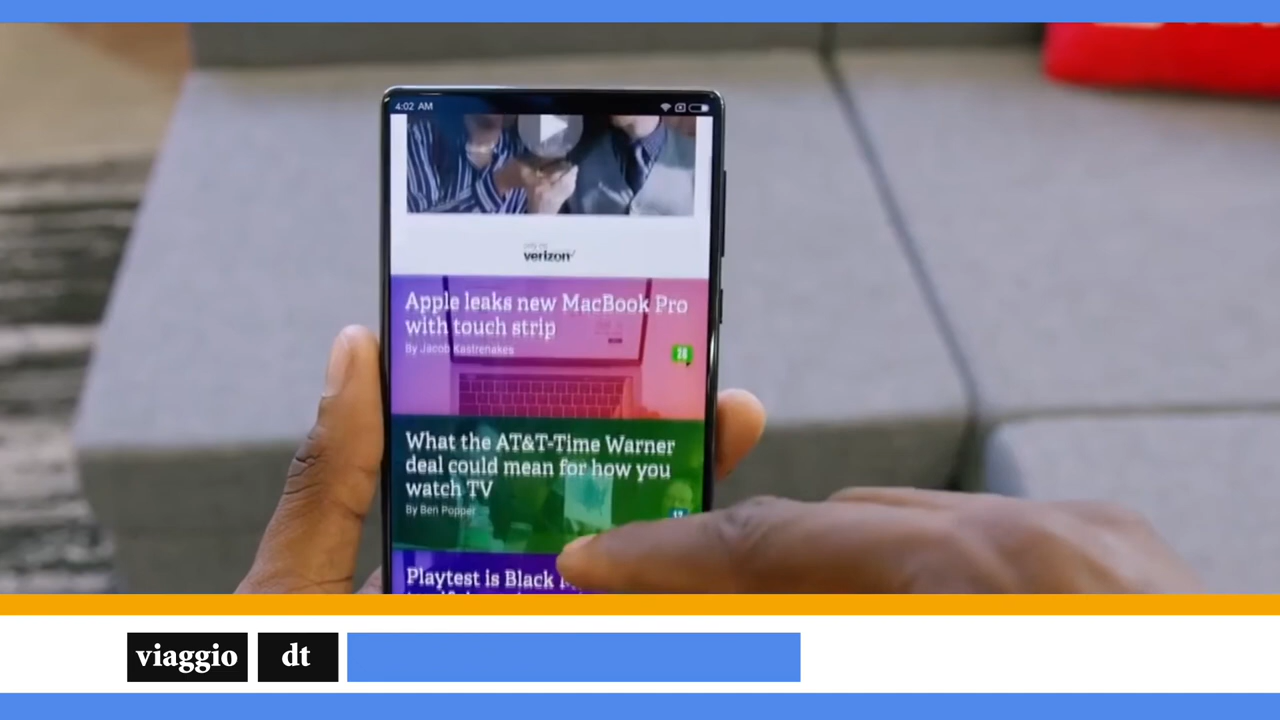 4:02 AM
verizon
Apple leaks new MacBook Pro
with touch strip
By Jacob Kastrenakes
28
What the AT&T-Time Warner
deal could mean for how you
watch TV
By Ben Popper
Playtest is Black
viaggio dt